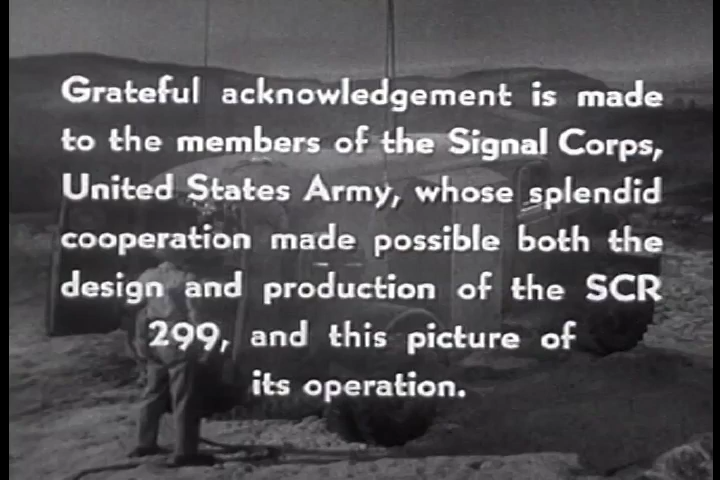 Grateful acknowledgement is made
to the members of the Signal Corps,
United States Army, whose splendid
cooperation made possible both the
design and production of the SCR
299, and this picture of
its operation.